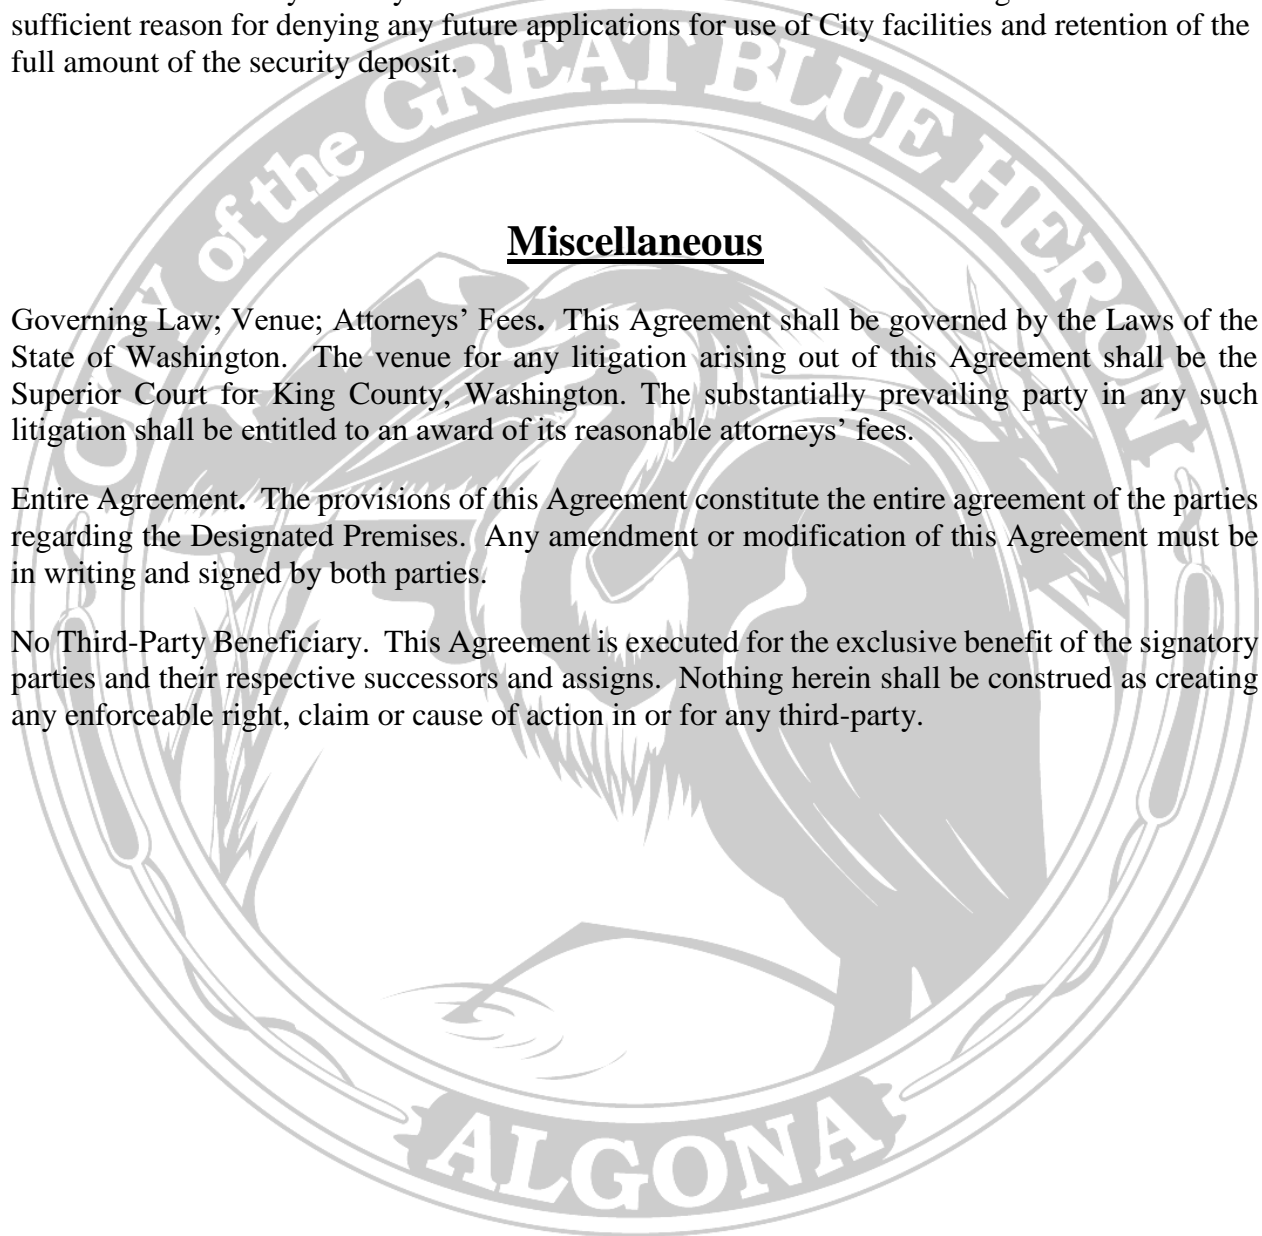 sufficient reason for denying any future applications for use of City facilities and retention of the
full amount of the security deposit.
CITY of the GREAT BLUE HERON
Miscellaneous
Governing Law; Venue; Attorneys’ Fees. This Agreement shall be governed by the Laws of the
State of Washington. The venue for any litigation arising out of this Agreement shall be the
Superior Court for King County, Washington. The substantially prevailing party in any such
litigation shall be entitled to an award of its reasonable attorneys’ fees.
Entire Agreement. The provisions of this Agreement constitute the entire agreement of the parties
regarding the Designated Premises. Any amendment or modification of this Agreement must be
in writing and signed by both parties.
No Third-Party Beneficiary. This Agreement is executed for the exclusive benefit of the signatory
parties and their respective successors and assigns. Nothing herein shall be construed as creating
any enforceable right, claim or cause of action in or for any third-party.
ALGONA